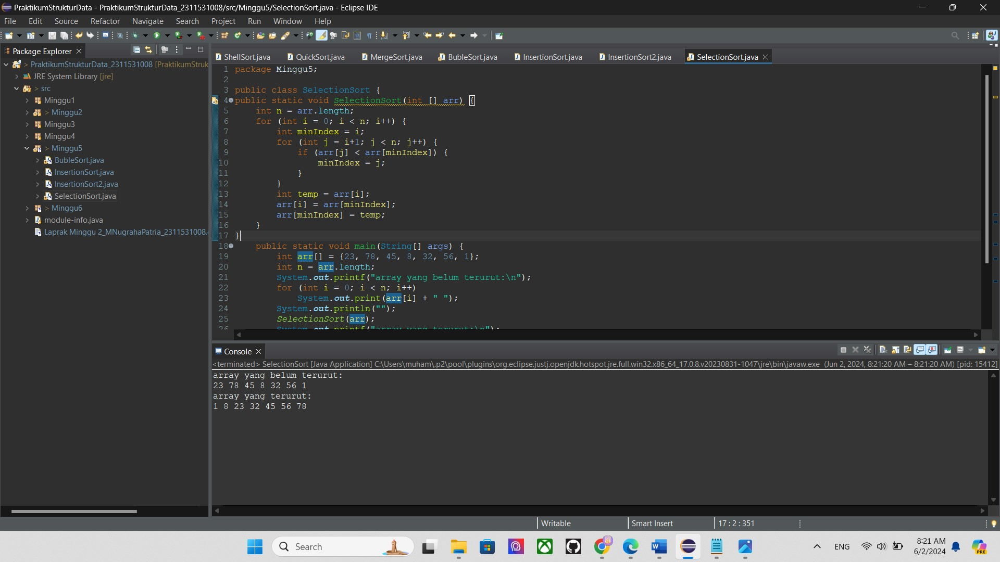 PraktikumStrukturData - PraktikumStrukturData_2311531008/src/Minggu5/SelectionSort.java - Eclipse IDE
File Edit Source Refactor Navigate Search Project Run Window Help
Package Explorer
> PraktikumStrukturData_2311531008 [PraktikumStruk
JRE System Library [jre]
> src
Minggu1
> Minggu2
Minggu3
Minggu4
> Minggu5
BubleSort.java
InsertionSort.java
InsertionSort2.java
SelectionSort.java
> Minggu6
module-info.java
Laprak Minggu 2_MNugrahaPatria_2311531008.
ShellSort.java QuickSort.java MergeSort.java BubleSort.java InsertionSort.java InsertionSort2.java SelectionSort.java
1 package Minggu5;
2
3 public class SelectionSort {
4 public static void SelectionSort(int [] arr) {
5 int n = arr.length;
6 for (int i = 0; i < n; i++) {
7 int minIndex = i;
8 for (int j = i+1; j < n; j++) {
9 if (arr[j] < arr[minIndex]) {
10 minIndex = j;
11 }
12 }
13 int temp = arr[i];
14 arr[i] = arr[minIndex];
15 arr[minIndex] = temp;
16 }
17 }
18 public static void main(String[] args) {
19 int arr[] = {23, 78, 45, 8, 32, 56, 1};
20 int n = arr.length;
21 System.out.printf("array yang belum terurut:\n");
22 for (int i = 0; i < n; i++)
23 System.out.print(arr[i] + " ");
24 System.out.println("");
25 SelectionSort(arr);
26 System.out.printf("array yang terurut:\n");
Console
<terminated> SelectionSort [Java Application] C:\Users\muham\.p2\pool\plugins\org.eclipse.justj.openjdk.hotspot.jre.full.win32.x86_64_17.0.8.v20230831-1047\jre\bin\javaw.exe (Jun 2, 2024, 8:21:20 AM – 8:21:20 AM) [pid: 15412]
array yang belum terurut:
23 78 45 8 32 56 1
array yang terurut:
1 8 23 32 45 56 78
Writable Smart Insert 17 : 2 : 351
Search
ENG
8:21 AM
6/2/2024
PRE